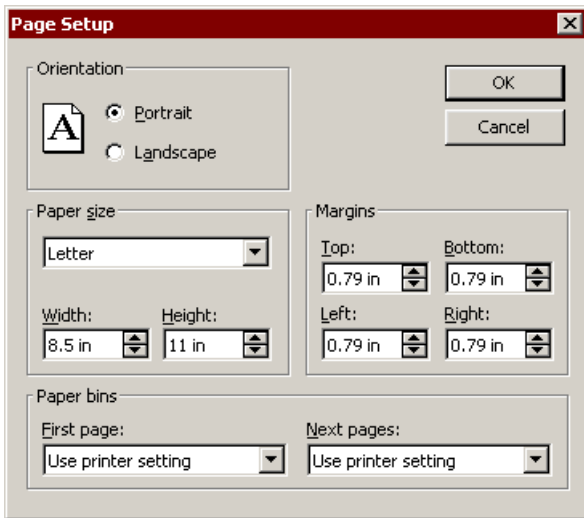 Page Setup
Orientation
A
Portrait
Landscape
OK
Cancel
Paper size
Letter
Width: Height:
8.5 in 11 in
Margins
Top: Bottom:
0.79 in 0.79 in
Left: Right:
0.79 in 0.79 in
Paper bins
First page: Next pages:
Use printer setting Use printer setting